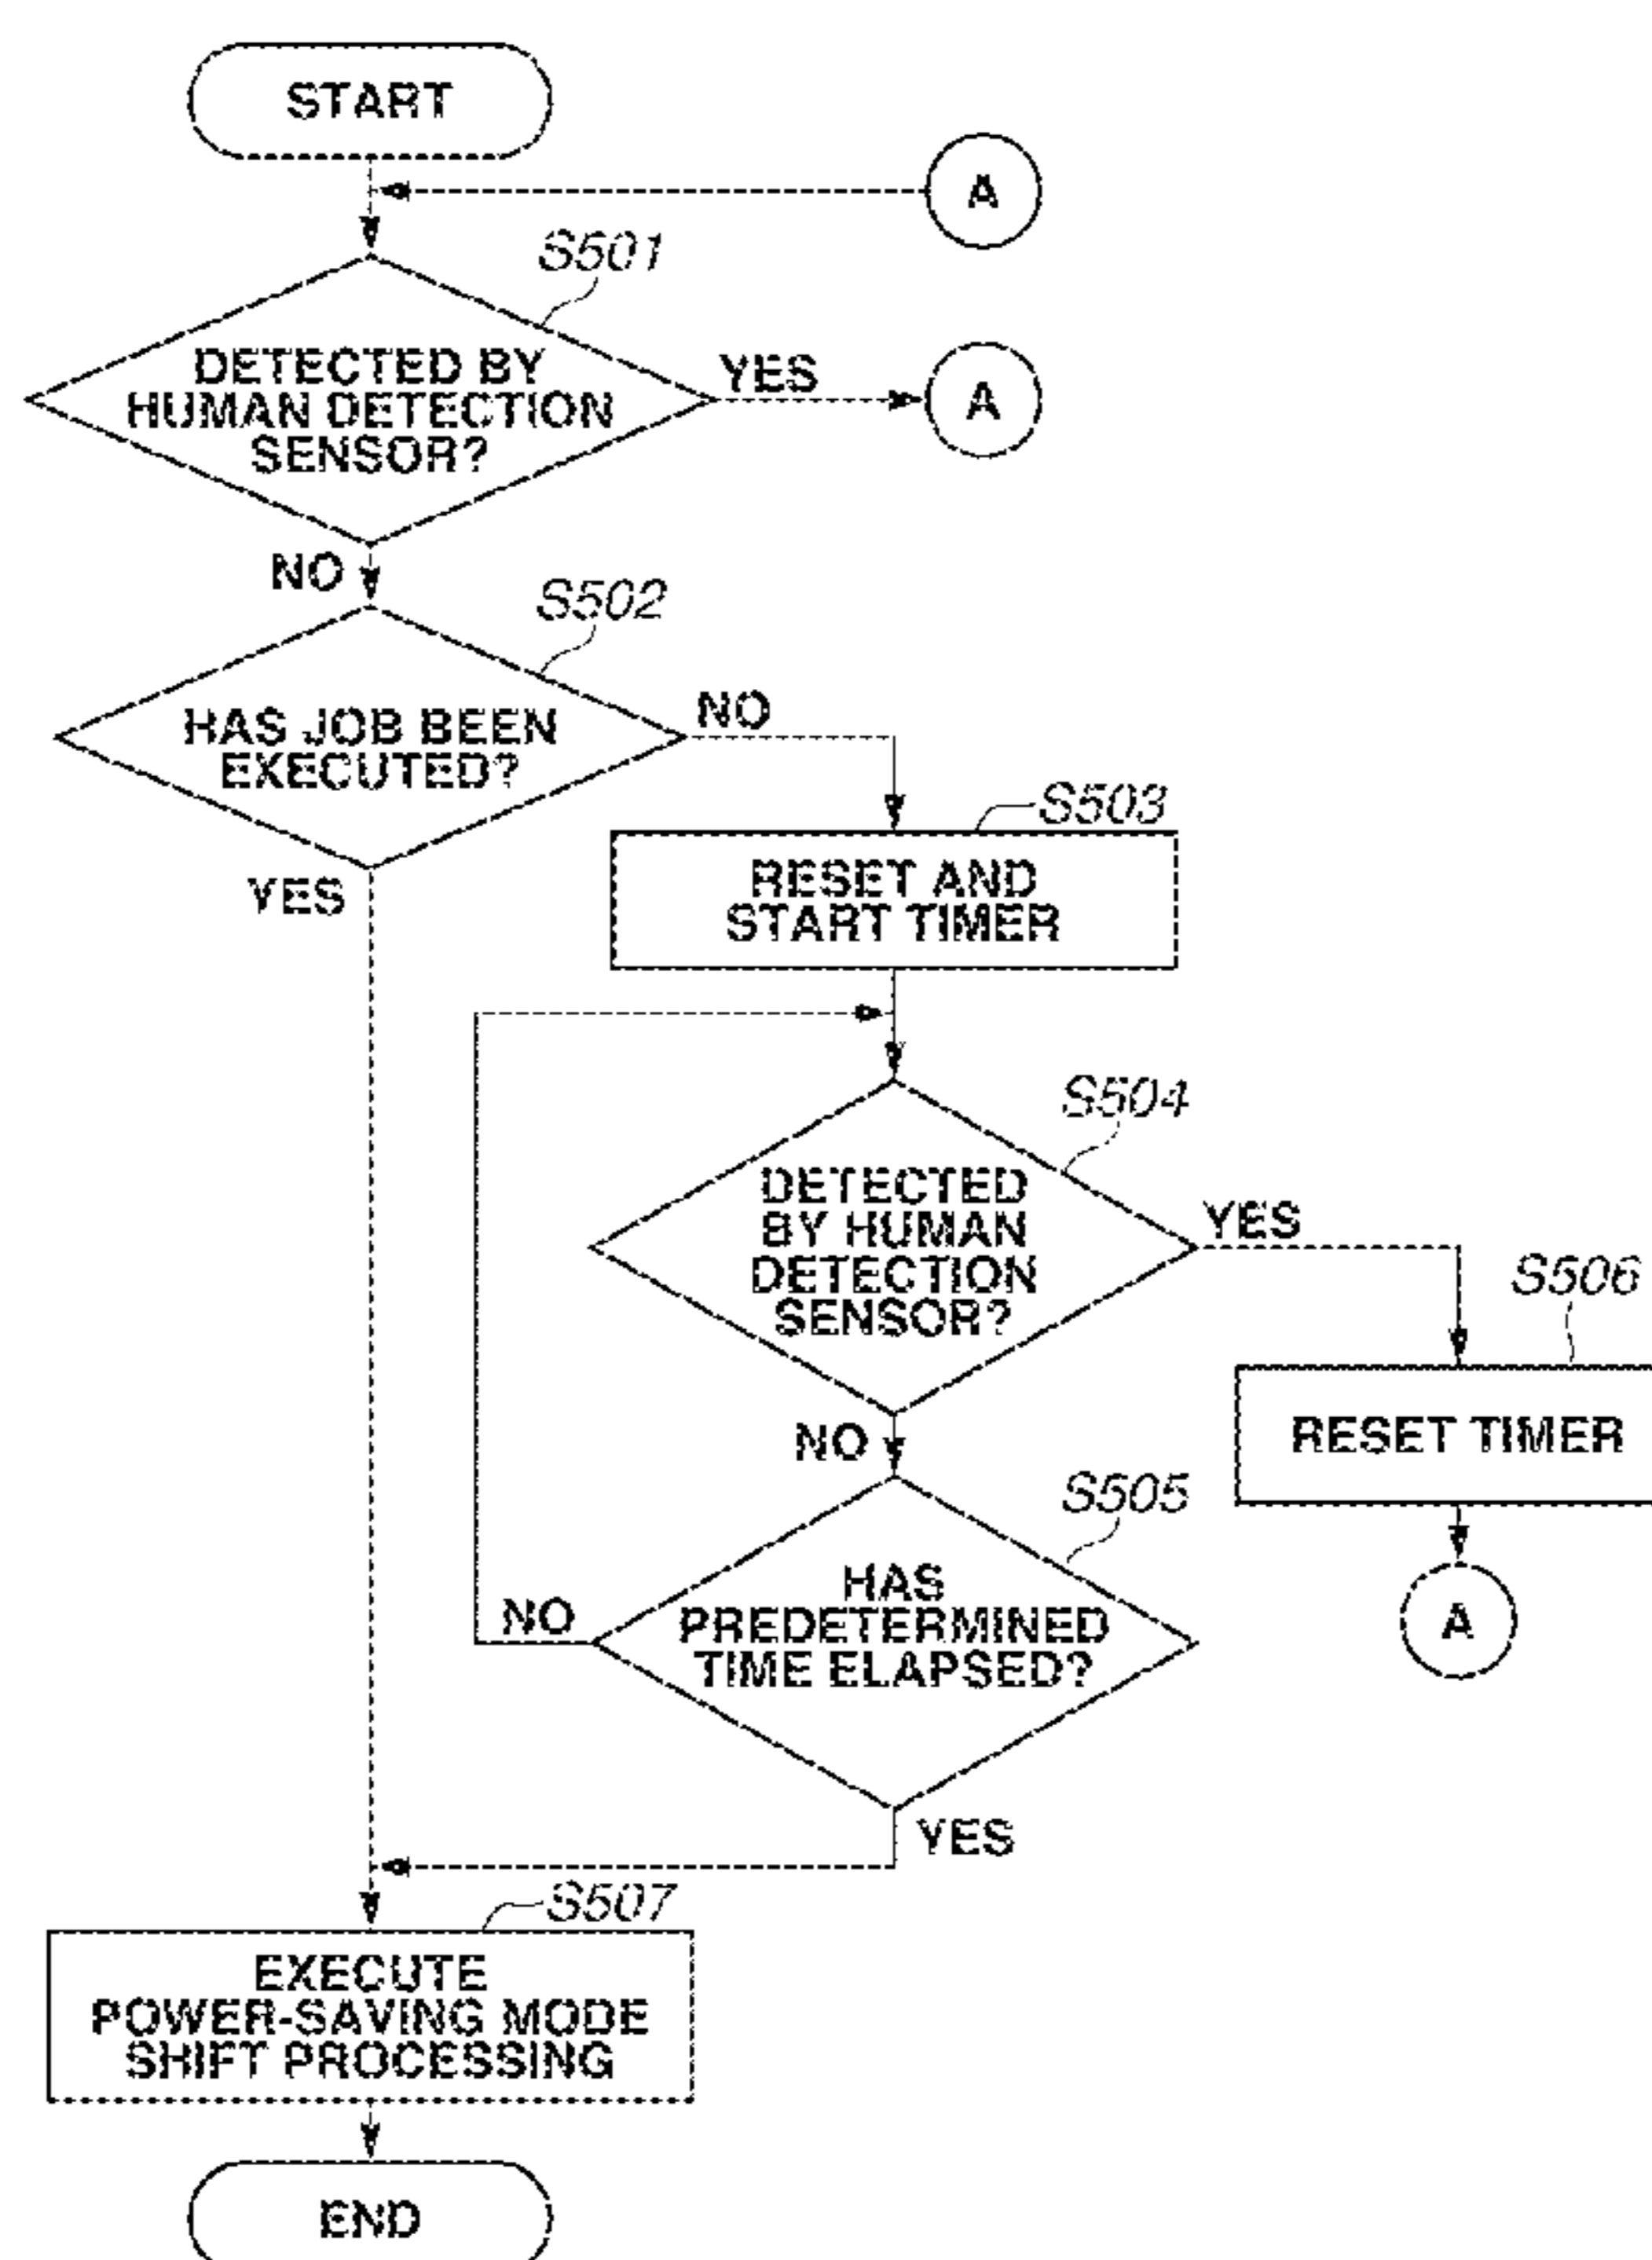 START
A
S501
DETECTED BY
HUMAN DETECTION
SENSOR?
YES
A
NO
S502
HAS JOB BEEN
EXECUTED?
NO
YES
S503
RESET AND
START TIMER
S504
DETECTED
BY HUMAN
DETECTION
SENSOR?
YES
S506
RESET TIMER
A
NO
S505
HAS
PREDETERMINED
TIME ELAPSED?
NO
YES
S507
EXECUTE
POWER-SAVING MODE
SHIFT PROCESSING
END